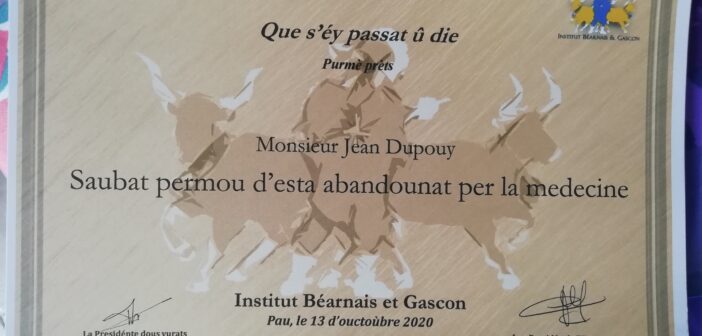 INSTITUT BÉARNAIS & GASCON
Que s'éy passat û die
Purmè prèts
Monsieur Jean Dupouy
Saubat permou d'esta abandounat per la medecine
Institut Béarnais et Gascon
Pau, le 13 d'ouctoùbre 2020
La Presidénte dous yurats